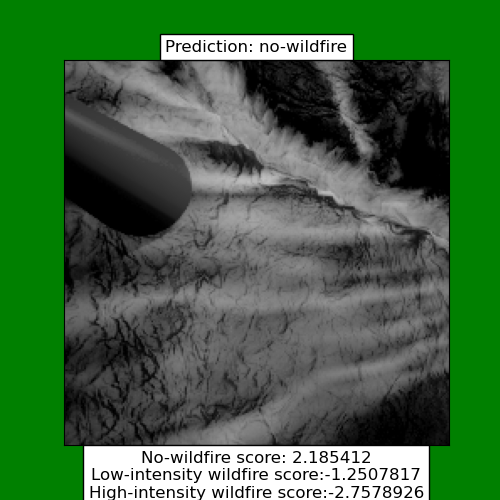 Prediction: no-wildfire
No-wildfire score: 2.185412
Low-intensity wildfire score:-1.2507817
High-intensity wildfire score:-2.7578926